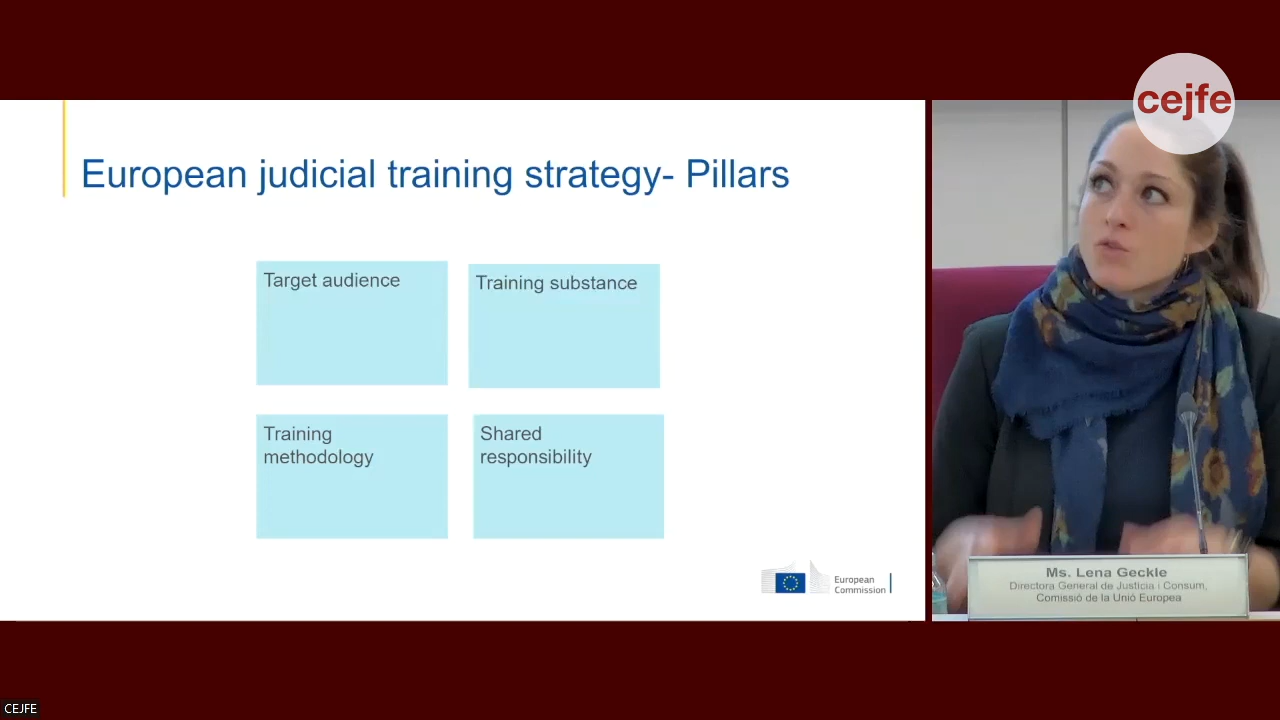 cejfe
European judicial training strategy- Pillars
Target audience
Training substance
Training
methodology
Shared
responsibility
European
Commission
Ms. Lena Geckle
Directora General de Justícia i Consum,
Comissió de la Unió Europea
CEJFE